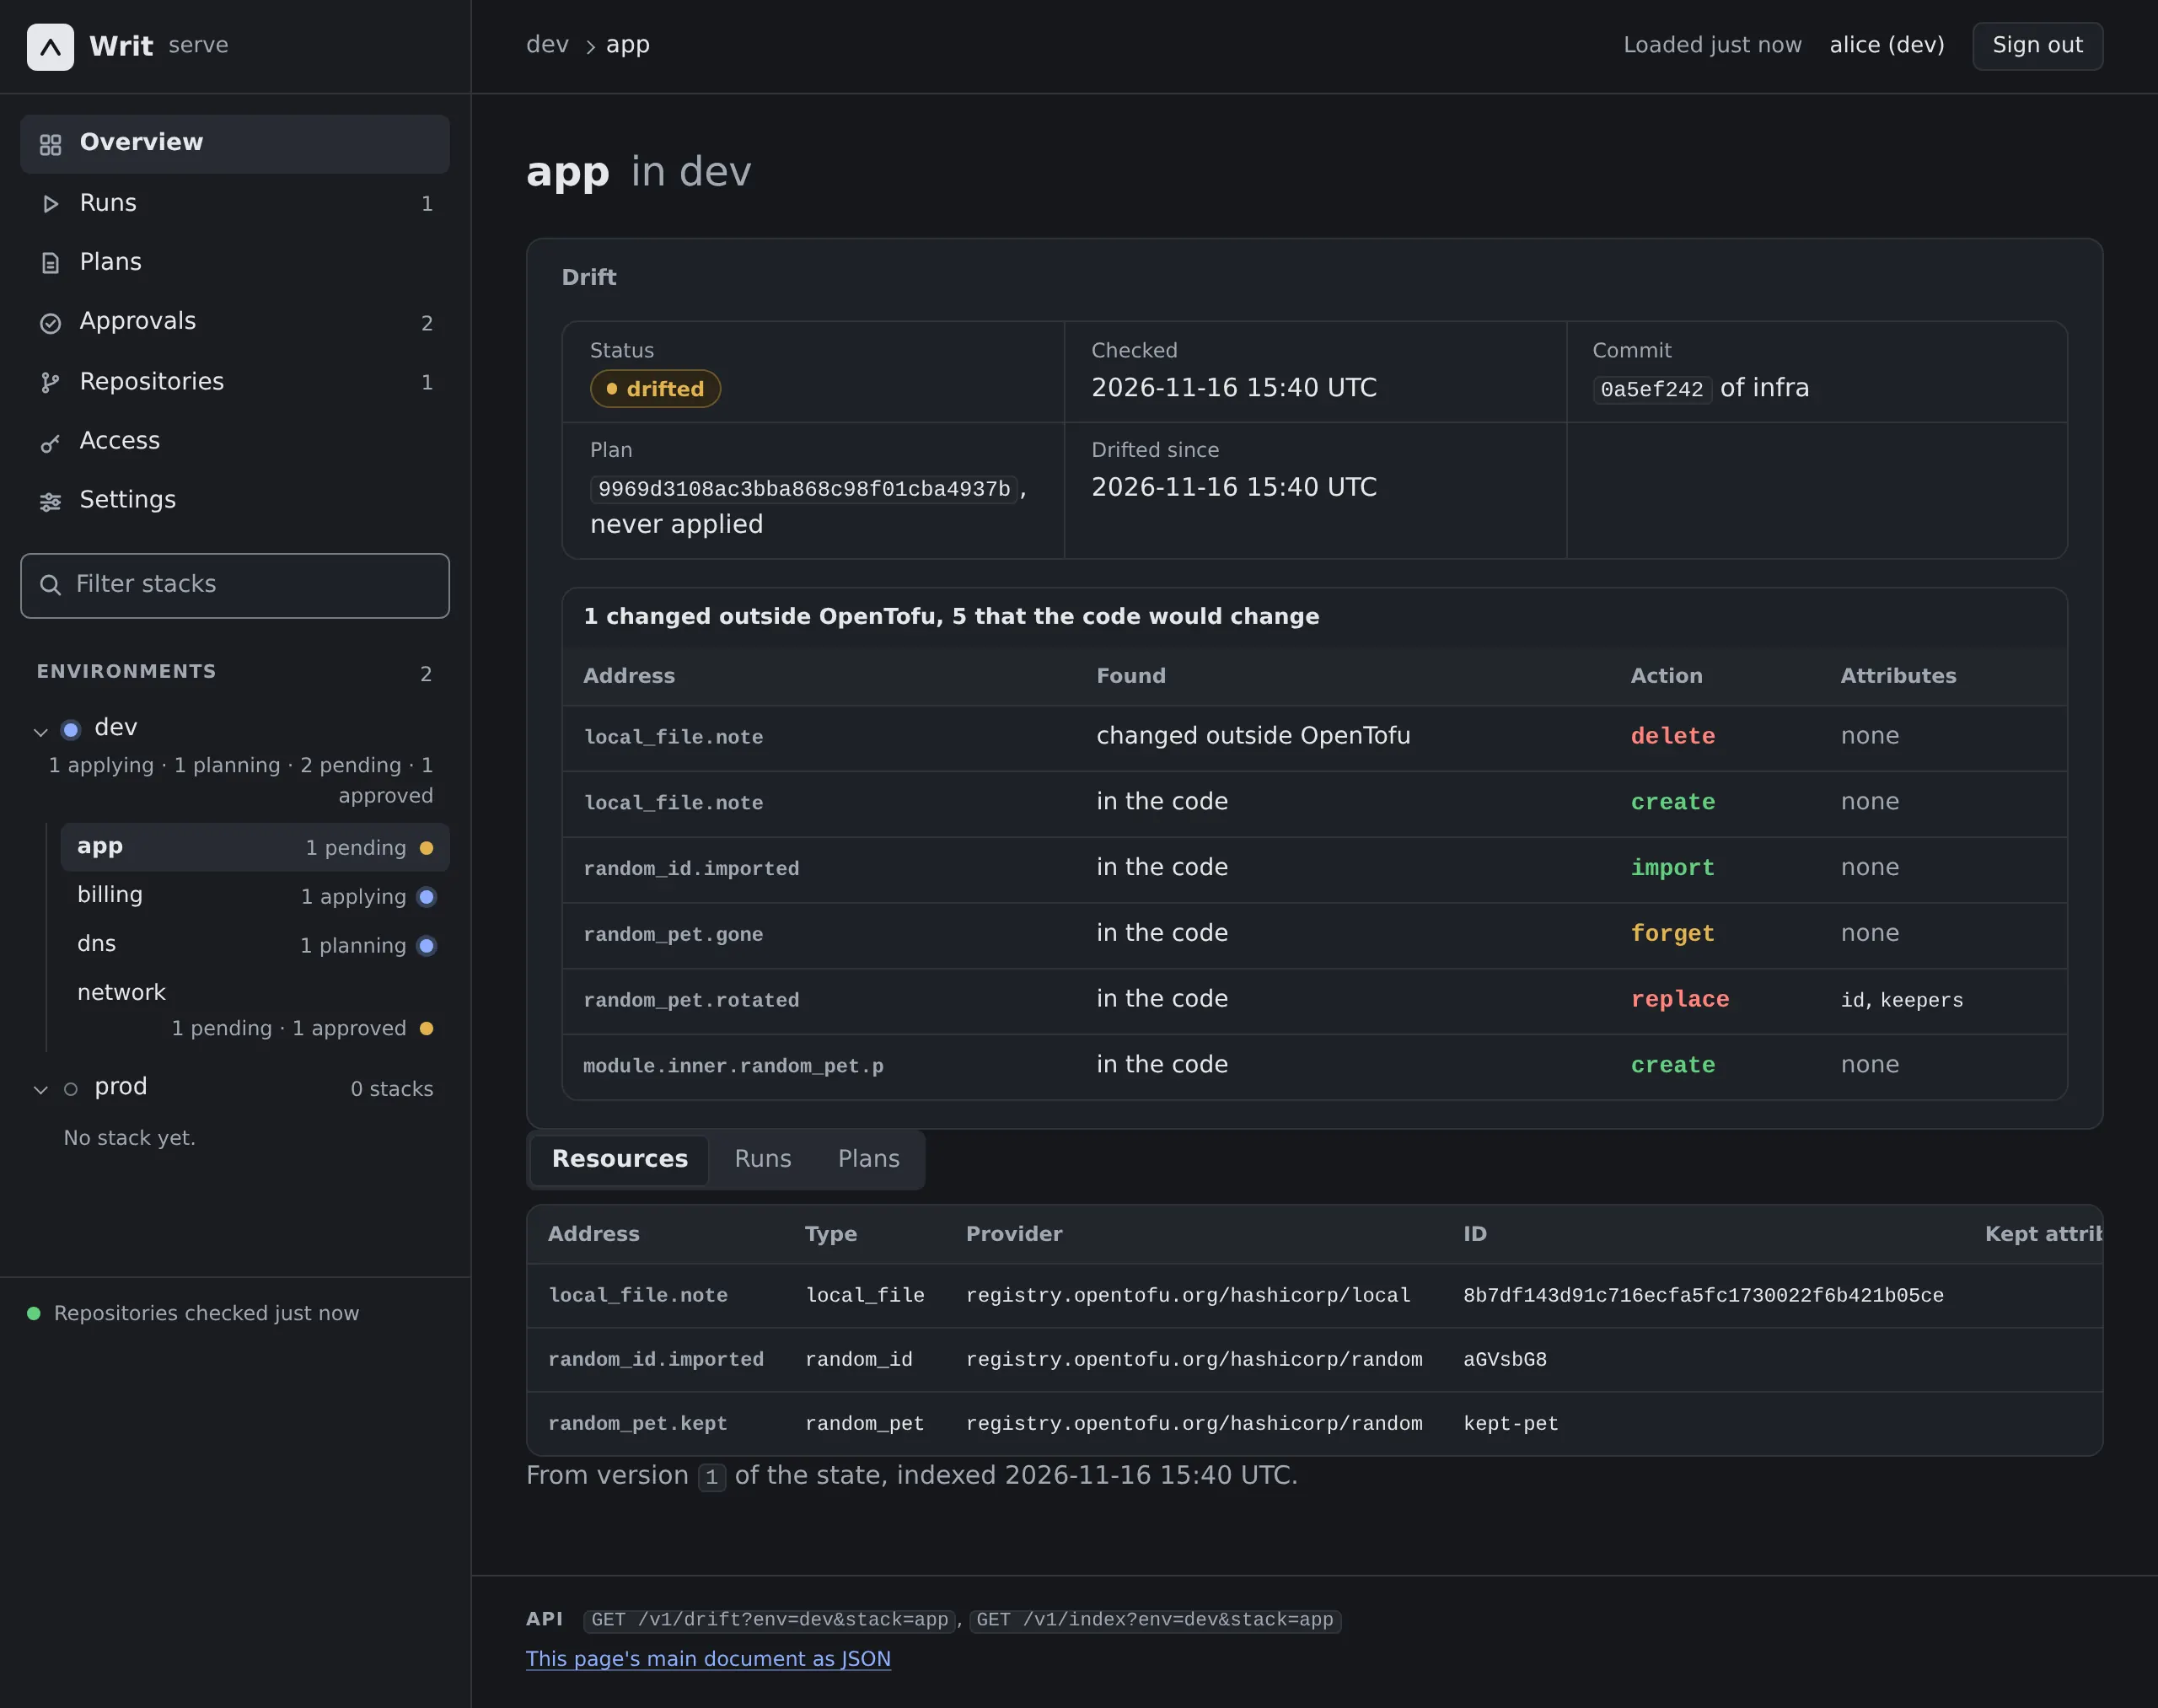 Writ serve
dev > app
Loaded just now alice (dev) Sign out
Overview
Runs 1
Plans
Approvals 2
Repositories 1
Access
Settings
Filter stacks
ENVIRONMENTS 2
dev
1 applying · 1 planning · 2 pending · 1
approved
app 1 pending
billing 1 applying
dns 1 planning
network
1 pending · 1 approved
prod 0 stacks
No stack yet.
Repositories checked just now
app in dev
Drift
Status
drifted
Checked
2026-11-16 15:40 UTC
Commit
0a5ef242 of infra
Plan
9969d3108ac3bba868c98f01cba4937b,
never applied
Drifted since
2026-11-16 15:40 UTC
1 changed outside OpenTofu, 5 that the code would change
Address Found Action Attributes
local_file.note changed outside OpenTofu delete none
local_file.note in the code create none
random_id.imported in the code import none
random_pet.gone in the code forget none
random_pet.rotated in the code replace id, keepers
module.inner.random_pet.p in the code create none
Resources Runs Plans
Address Type Provider ID Kept attrib
local_file.note local_file registry.opentofu.org/hashicorp/local 8b7df143d91c716ecfa5fc1730022f6b421b05ce
random_id.imported random_id registry.opentofu.org/hashicorp/random aGVsbG8
random_pet.kept random_pet registry.opentofu.org/hashicorp/random kept-pet
From version 1 of the state, indexed 2026-11-16 15:40 UTC.
API GET /v1/drift?env=dev&stack=app, GET /v1/index?env=dev&stack=app
This page's main document as JSON